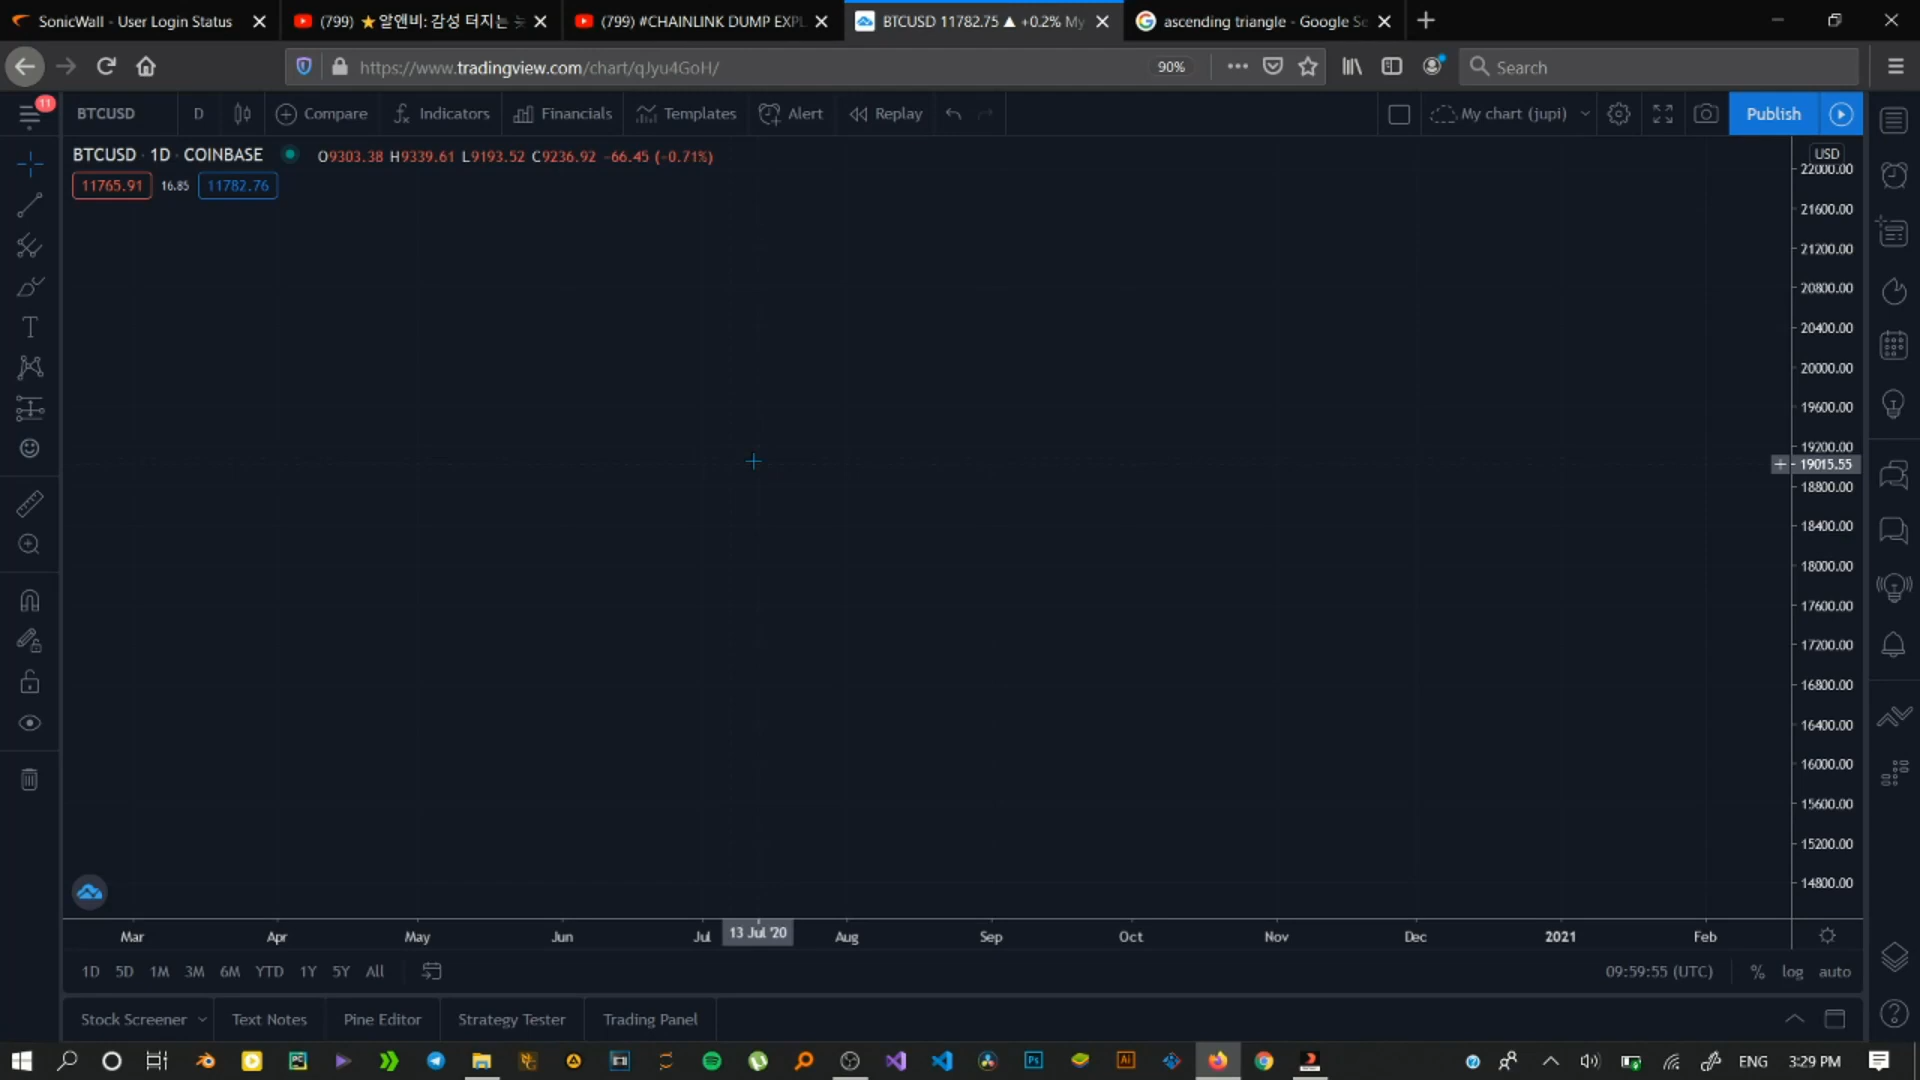 SonicWall - User Login Status
(799) ★알앤비: 감성 터지는
(799) #CHAINLINK DUMP EXPL
BTCUSD 11782.75 ▲ +0.2% My
ascending triangle - Google Se
https://www.tradingview.com/chart/qJyu4GoH/
90%
Search
11
BTCUSD
D
Compare
Indicators
Financials
Templates
Alert
Replay
My chart (jupi)
Publish
BTCUSD · 1D · COINBASE
O9303.38 H9339.61 L9193.52 C9236.92 -66.45 (-0.71%)
11765.91
16.85
11782.76
USD
22000.00
21600.00
21200.00
20800.00
20400.00
20000.00
19600.00
19200.00
19015.55
18800.00
18400.00
18000.00
17600.00
17200.00
16800.00
16400.00
16000.00
15600.00
15200.00
14800.00
Mar
Apr
May
Jun
Jul
13 Jul '20
Aug
Sep
Oct
Nov
Dec
2021
Feb
1D 5D 1M 3M 6M YTD 1Y 5Y All
09:59:55 (UTC)
%
log
auto
Stock Screener
Text Notes
Pine Editor
Strategy Tester
Trading Panel
ENG
3:29 PM